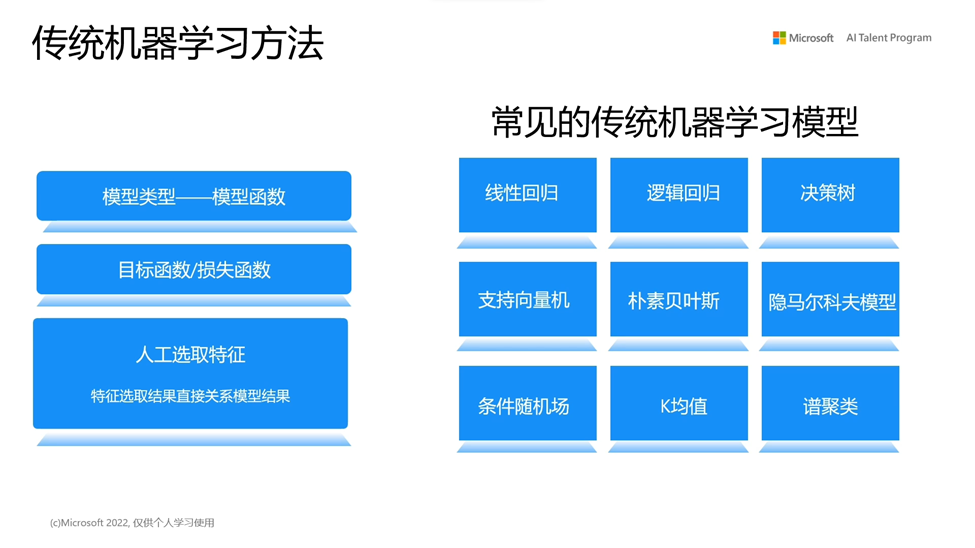 传统机器学习方法
Microsoft AI Talent Program
常见的传统机器学习模型
模型类型——模型函数
目标函数/损失函数
人工选取特征
特征选取结果直接关系模型结果
线性回归
逻辑回归
决策树
支持向量机
朴素贝叶斯
隐马尔科夫模型
条件随机场
K均值
谱聚类
(c)Microsoft 2022, 仅供个人学习使用